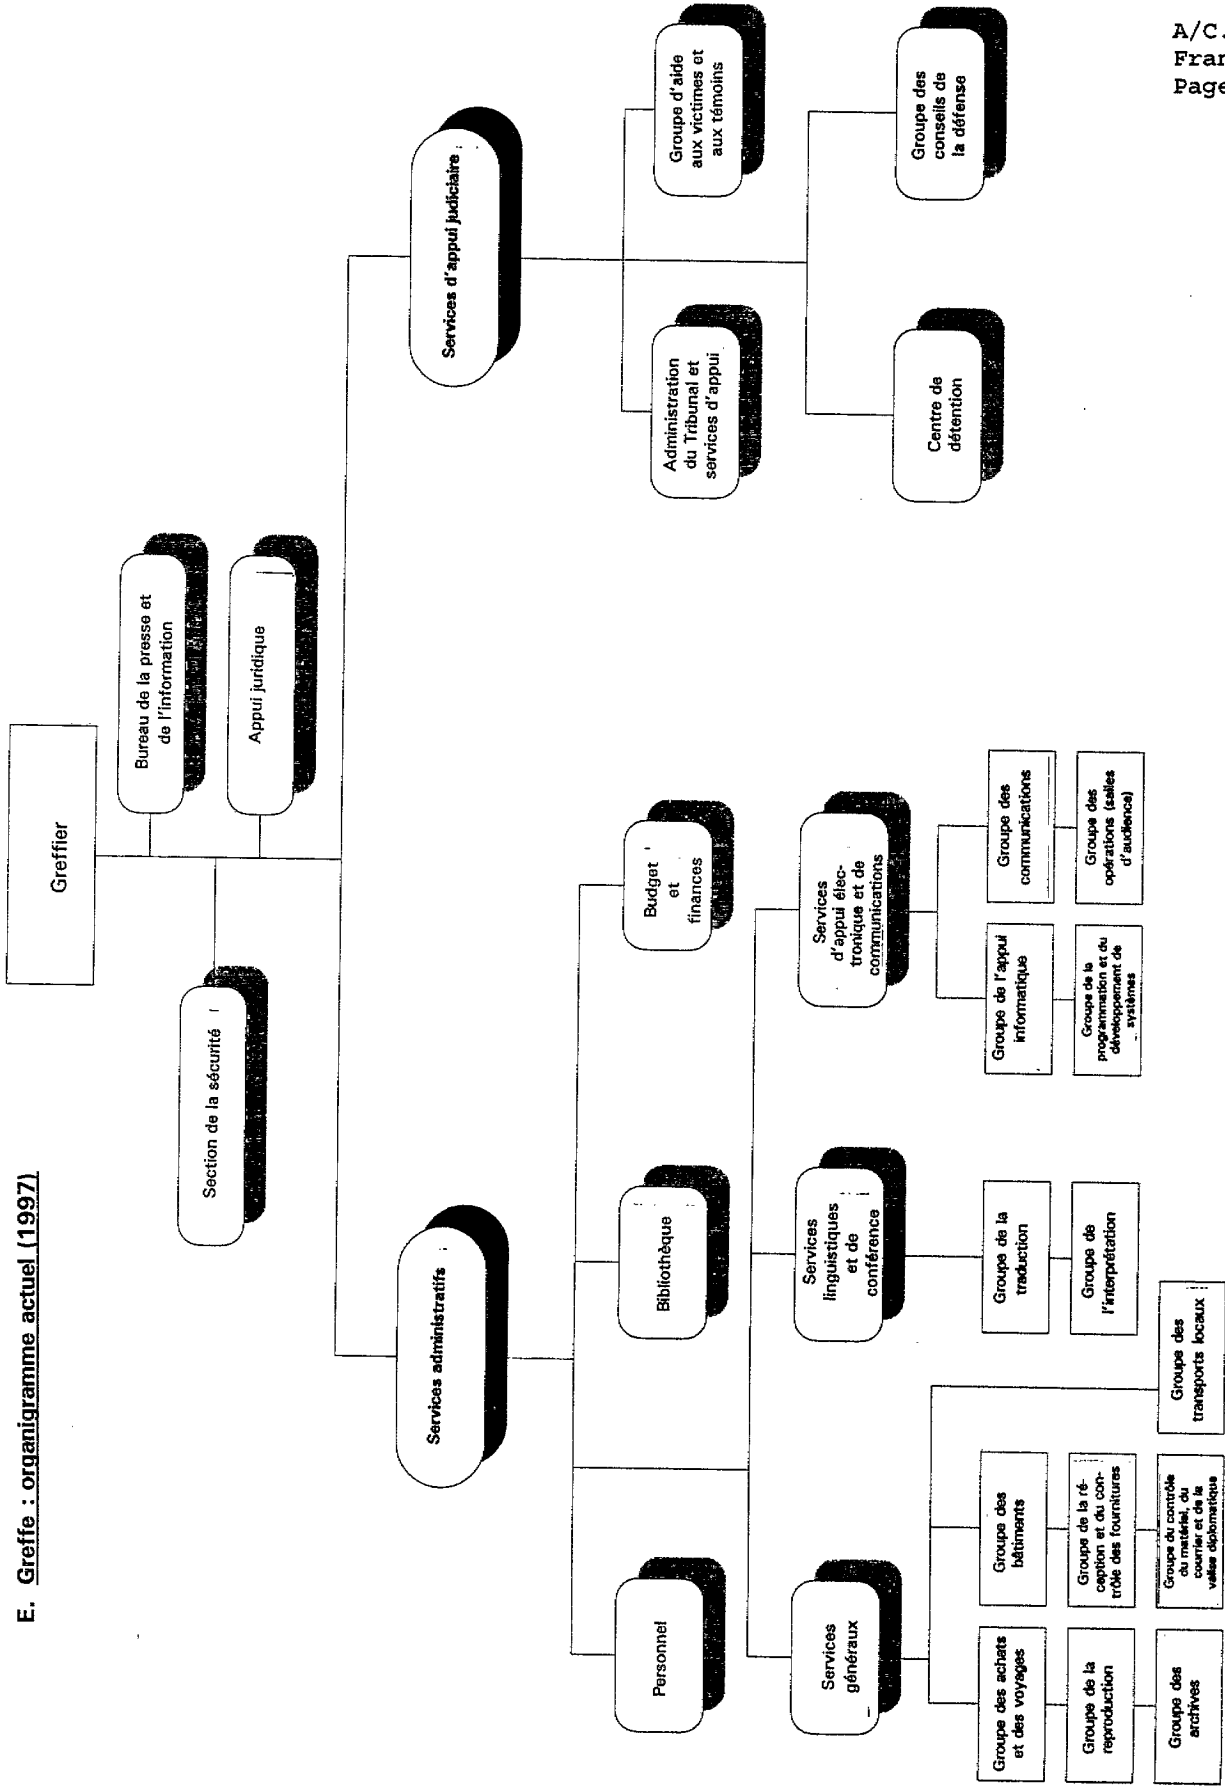 A/C.
Fran
Page
E. Greffe : organigramme actuel (1997)
Greffier
Bureau de la presse et
de l'information
Section de la sécurité
Appui juridique
Services administratifs
Services d'appui judiciaire
Personnel
Bibliothèque
Budget
et
finances
Administration
du Tribunal et
services d'appui
Groupe d'aide
aux victimes et
aux témoins
Services
généraux
Services
linguistiques
et de
conférence
Services
d'appui élec-
tronique et de
communications
Centre de
détention
Groupe des
conseils de
la défense
Groupe des achats
et des voyages
Groupe des
bâtiments
Groupe de la
traduction
Groupe de l'appui
informatique
Groupe des
communications
Groupe de la
reproduction
Groupe de la ré-
ception et du con-
trôle des fournitures
Groupe de
l'interprétation
Groupe de la
programmation et du
développement de
systèmes
Groupe des
opérations (salles
d'audience)
Groupe des
archives
Groupe du contrôle
du matériel, du
courrier et de la
valise diplomatique
Groupe des
transports locaux